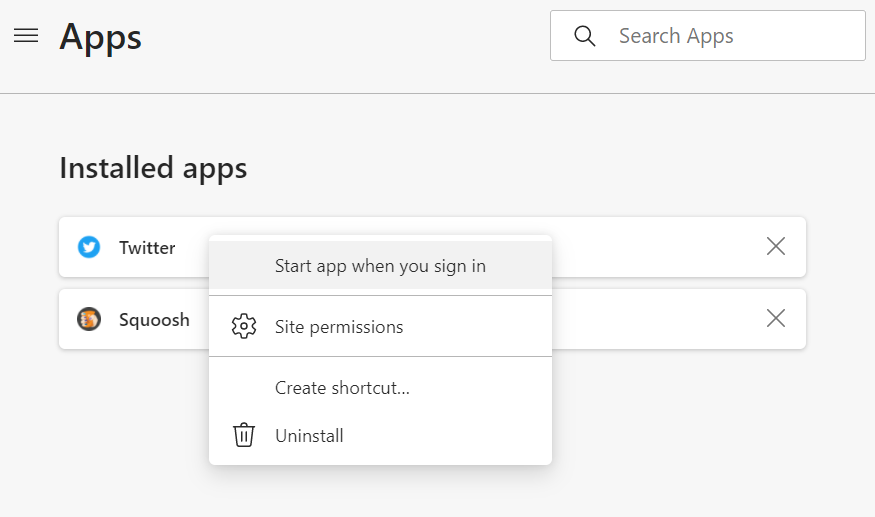 Apps
Search Apps
Installed apps
Twitter
Start app when you sign in
Squoosh
Site permissions
Create shortcut...
Uninstall